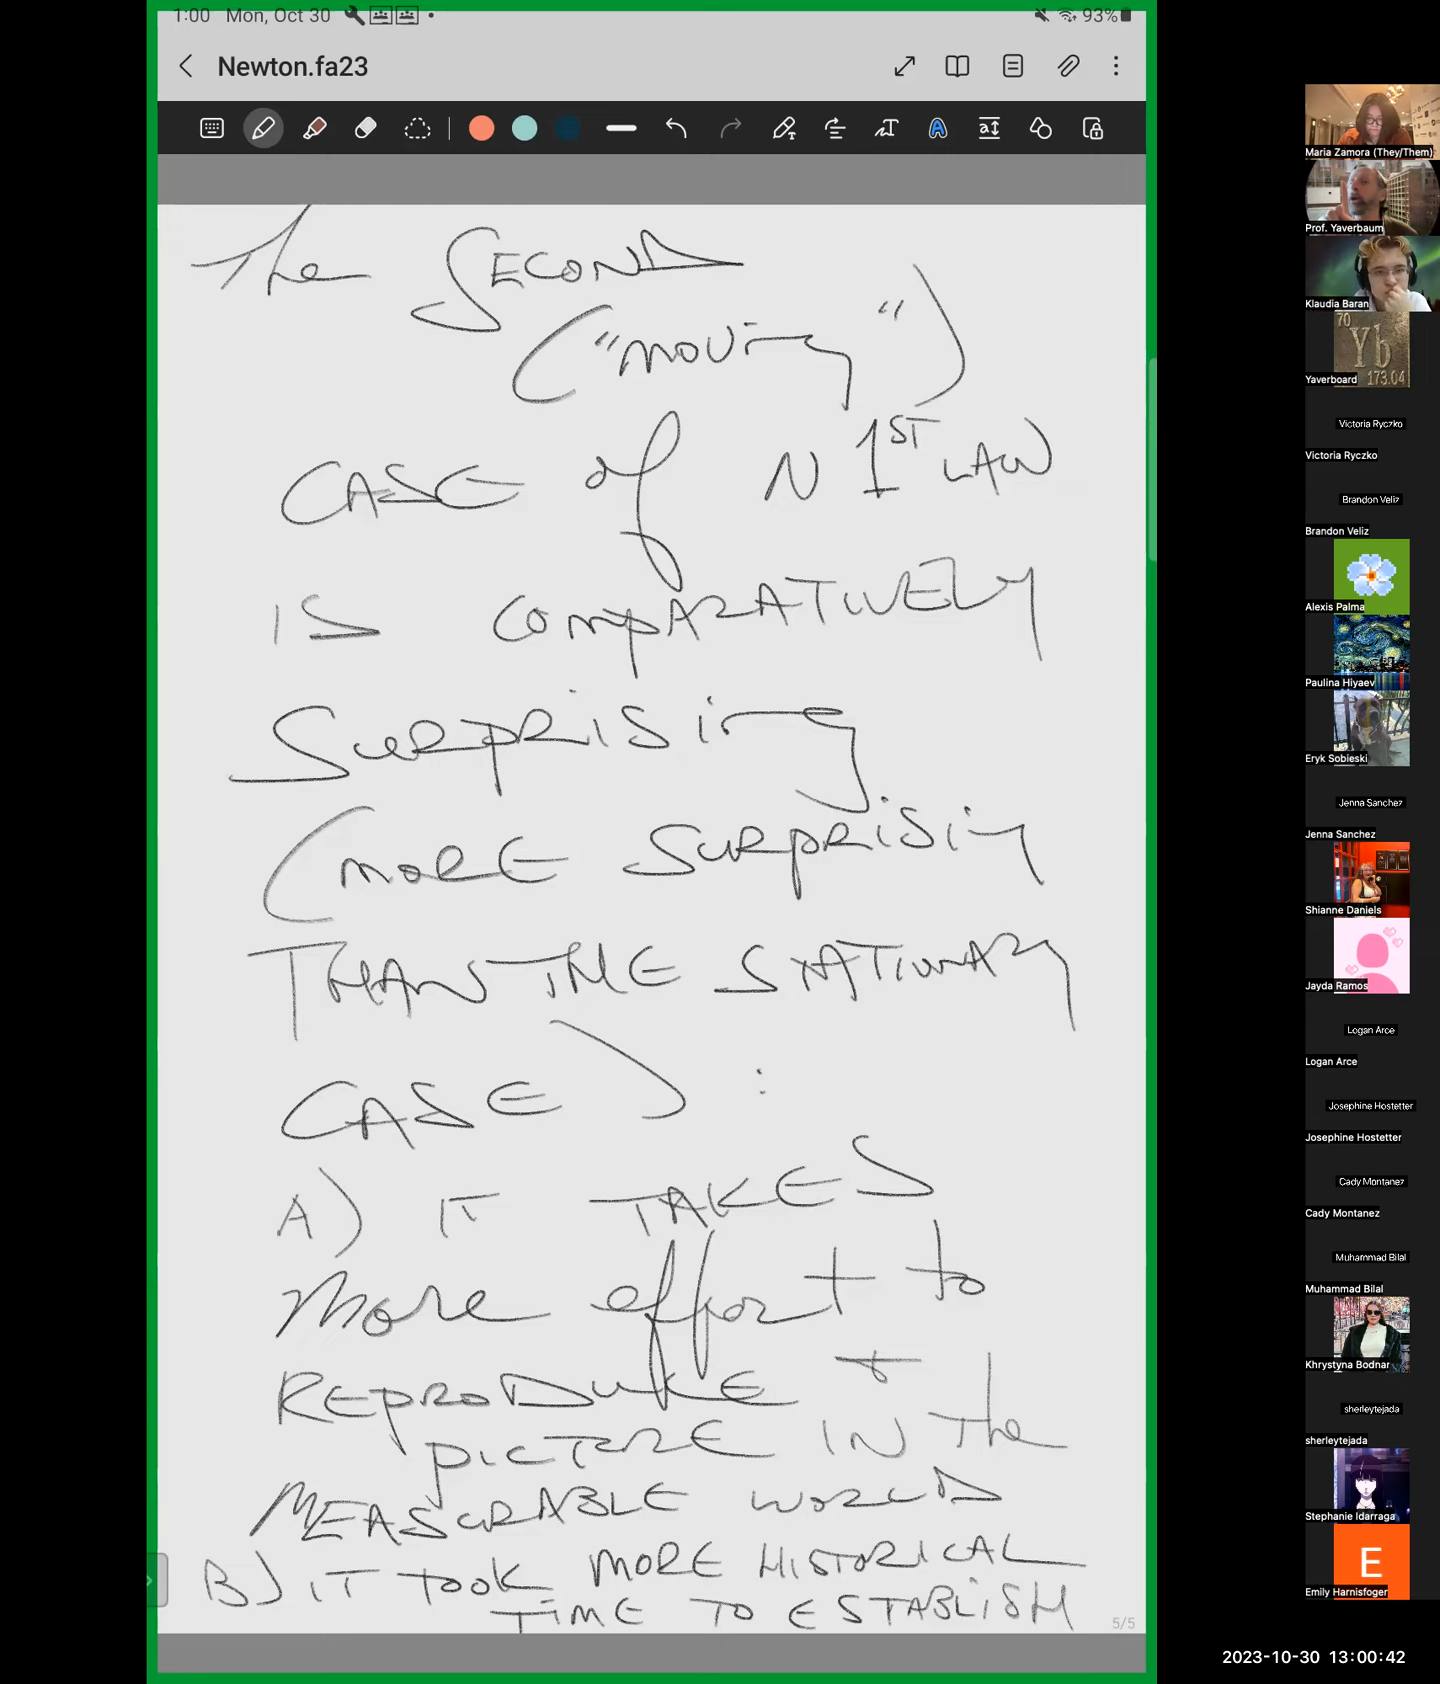 1:00 Mon, Oct 30
93%
Newton.fa23
The SECOND
("moving")
CASE of N 1ST LAW
IS COMPARATIVELY
SURPRISING
(MORE SURPRISING
THAN THE STATIONARY
CASE) :
A) IT TAKES
More effort to
REPRODUCE
PICTURE IN The
MEASURABLE WORLD
B) IT TOOK MORE HISTORICAL
TIME TO ESTABLISH
5/5
Maria Zamora (They/Them)
Prof. Yaverbaum
Klaudia Baran
70
Yb
173.04
Yaverboard
Victoria Ryczko
Victoria Ryczko
Brandon Veliz
Brandon Veliz
Alexis Palma
Paulina Hiyaev
Eryk Sobieski
Jenna Sanchez
Jenna Sanchez
Shianne Daniels
Jayda Ramos
Logan Arce
Logan Arce
Josephine Hostetter
Josephine Hostetter
Cady Montanez
Cady Montanez
Muhammad Bilal
Muhammad Bilal
Khrystyna Bodnar
sherleytejada
sherleytejada
Stephanie Idarraga
E
Emily Harnisfoger
2023-10-30 13:00:42